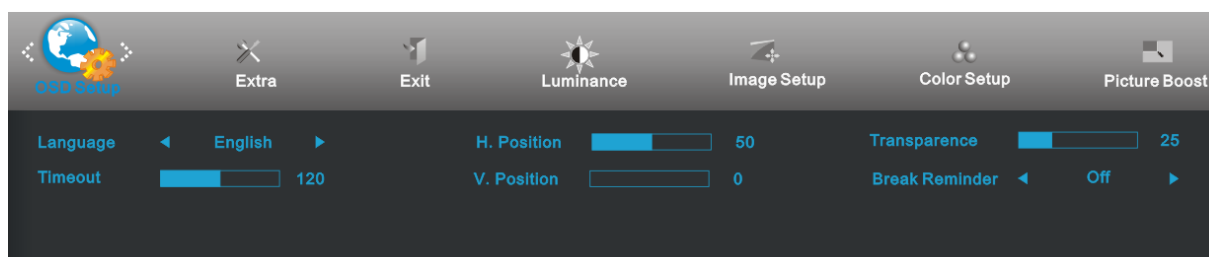 OSD Setup Extra Exit Luminance Image Setup Color Setup Picture Boost
Language English H. Position 50 Transparence 25
Timeout 120 V. Position 0 Break Reminder Off